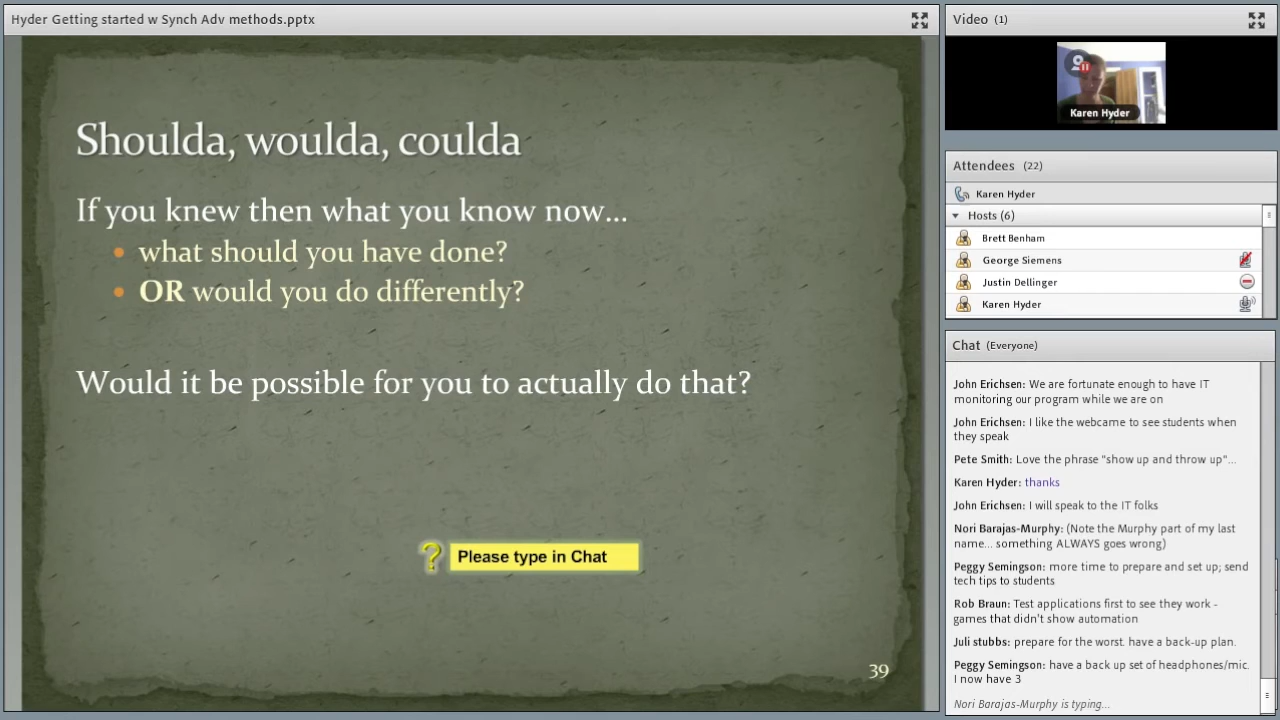 Hyder Getting started w Synch Adv methods.pptx
Shoulda, woulda, coulda
If you knew then what you know now...
• what should you have done?
• OR would you do differently?
Would it be possible for you to actually do that?
? Please type in Chat
39
Video (1)
Karen Hyder
Attendees (22)
Karen Hyder
Hosts (6)
Brett Benham
George Siemens
Justin Dellinger
Karen Hyder
Chat (Everyone)
John Erichsen: We are fortunate enough to have IT
monitoring our program while we are on
John Erichsen: I like the webcame to see students when
they speak
Pete Smith: Love the phrase "show up and throw up"...
Karen Hyder: thanks
John Erichsen: I will speak to the IT folks
Nori Barajas-Murphy: (Note the Murphy part of my last
name... something ALWAYS goes wrong)
Peggy Semingson: more time to prepare and set up; send
tech tips to students
Rob Braun: Test applications first to see they work -
games that didn't show automation
Juli stubbs: prepare for the worst. have a back-up plan.
Peggy Semingson: have a back up set of headphones/mic.
I now have 3
Nori Barajas-Murphy is typing...